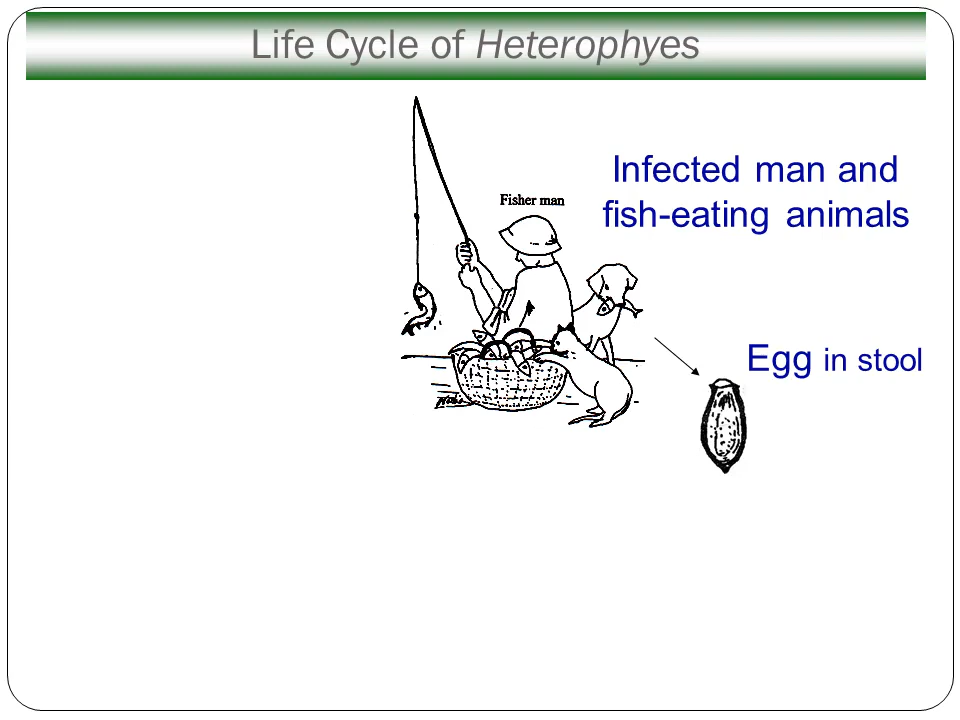 Life Cycle of Heterophyes
Infected man and
fish-eating animals
Fisher man
Egg in stool